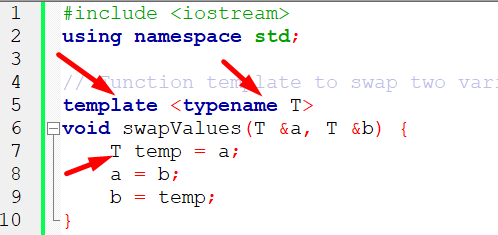 1 #include <iostream>
2 using namespace std;
3
4 // Function template to swap two vari
5 template <typename T>
6 void swapValues(T &a, T &b) {
7 T temp = a;
8 a = b;
9 b = temp;
10 }